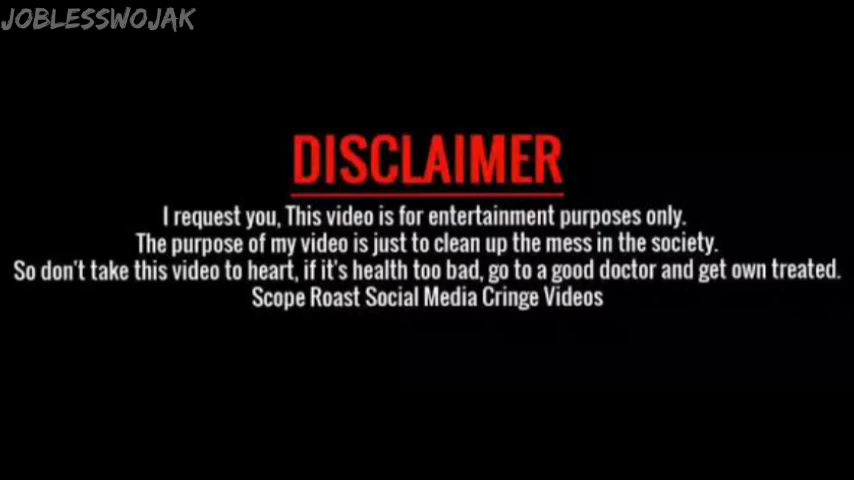 JOBLESSWOJAK
DISCLAIMER
I request you, This video is for entertainment purposes only.
The purpose of my video is just to clean up the mess in the society.
So don't take this video to heart, if it's health too bad, go to a good doctor and get own treated.
Scope Roast Social Media Cringe Videos